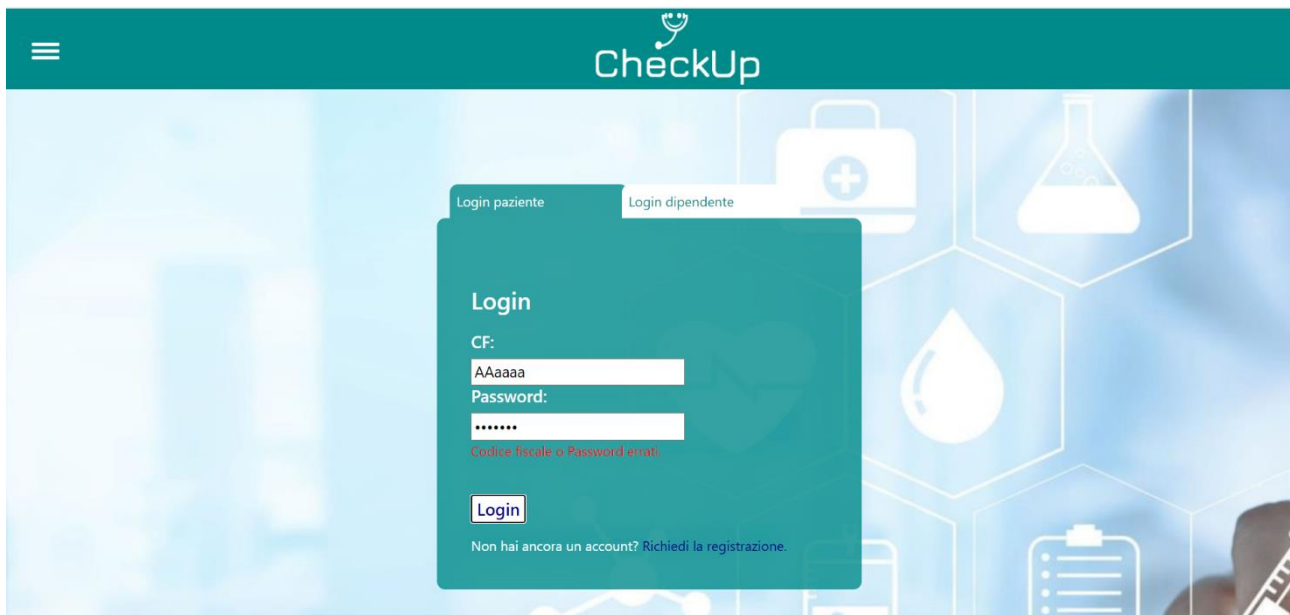 CheckUp
Login paziente
Login dipendente
Login
CF:
AAaaaa
Password:
•••••••
Codice fiscale o Password errati.
Login
Non hai ancora un account? Richiedi la registrazione.